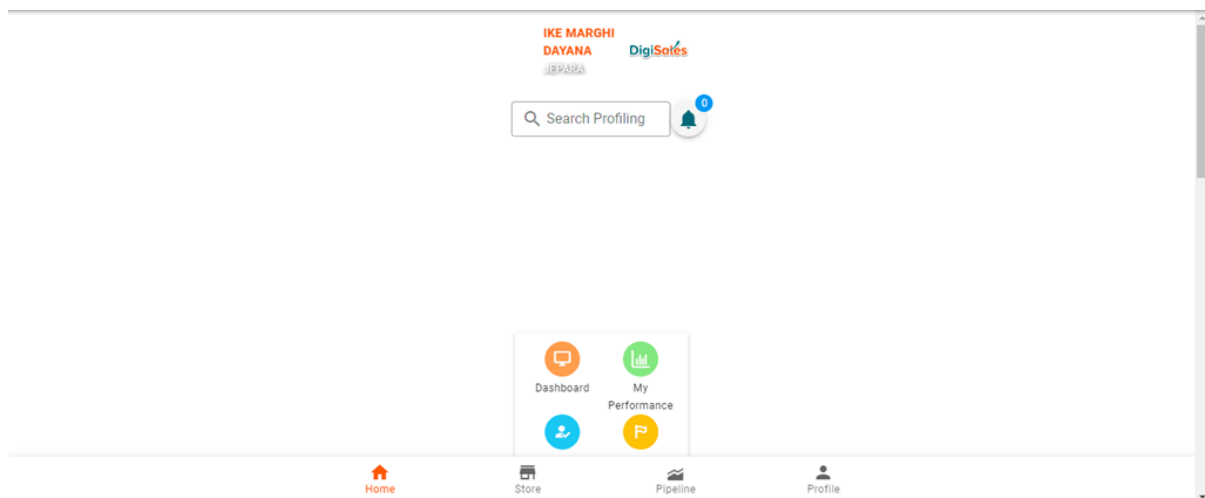 IKE MARGHI
DAYANA
JEPARA
DigiSales
Search Profiling
0
Dashboard
My
Performance
Home
Store
Pipeline
Profile